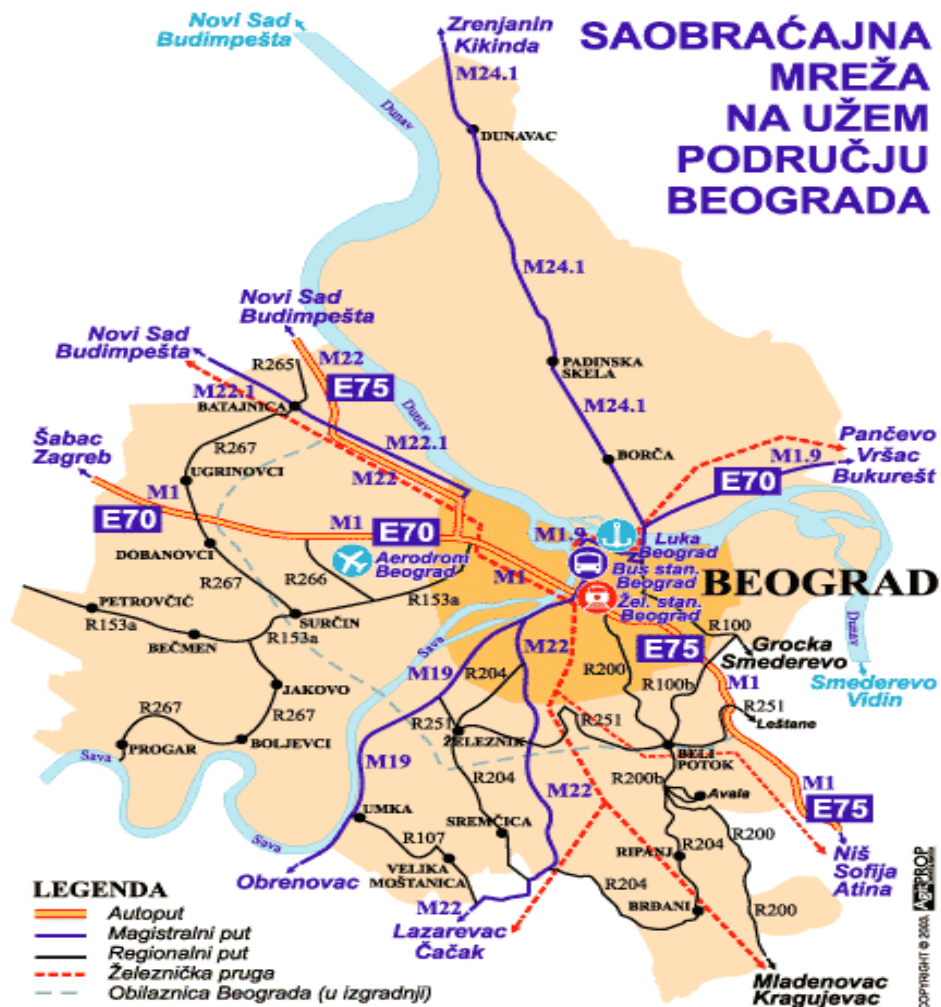 SAOBRAĆAJNA
MREŽA
NA UŽEM
PODRUČJU
BEOGRADA
Novi Sad
Budimpešta
Zrenjanin
Kikinda
M24.1
Dunav
DUNAVAC
M24.1
Novi Sad
Budimpešta
Novi Sad
Budimpešta
M22
R265
E75
M22.1
BATAJNICA
PADINSKA
SKELA
Dunav
M24.1
Šabac
Zagreb
R267
M22.1
UGRINOVCI
M22
BORČA
Pančevo
Vršac
Bukurešt
M1.9
E70
M1
E70
M1
E70
DOBANOVCI
Aerodrom
Beograd
M1.9
Luka
Beograd
Bus stan.
Beograd
Žel. stan.
Beograd
BEOGRAD
M1
R267
R266
R153a
PETROVČIĆ
R153a
SURČIN
BEČMEN
R153a
Sava
R100
Grocka
Smederevo
Dunav
E75
M19
R204
M22
R200
R100b
M1
Smederevo
Vidin
JAKOVO
R267
R267
R251
ŽELEZNIK
R251
R251
Leštane
PROGAR
BOLJEVCI
BELI
POTOK
Sava
M19
R204
M22
R200b
Avala
M1
E75
UMKA
SREMČICA
R107
Sava
VELIKA
MOŠTANICA
RIPANJ
R204
R200
Niš
Sofija
Atina
Obrenovac
M22
R204
BRĐANI
R200
Lazarevac
Čačak
Mladenovac
Kragujevac
LEGENDA
Autoput
Magistralni put
Regionalni put
Železnička pruga
Obilaznica Beograda (u izgradnji)
COPYRIGHT © 2003.
AgitPROP